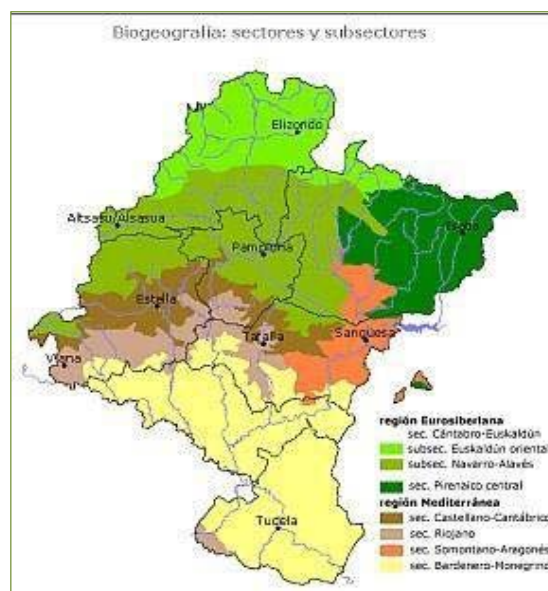 Biogeografía: sectores y subsectores
Elizondo
Altsasu/Alsasua
Isaba
Pamplona
Estella
Tafalla
Sangüesa
Viana
Tudela
región Eurosiberiana
sec. Cántabro-Euskaldún
subsec. Euskaldún oriental
subsec. Navarro-Alavés
sec. Pirenaico central
región Mediterránea
sec. Castellano-Cantábrico
sec. Riojano
sec. Somontano-Aragonés
sec. Bardenero-Monegrino